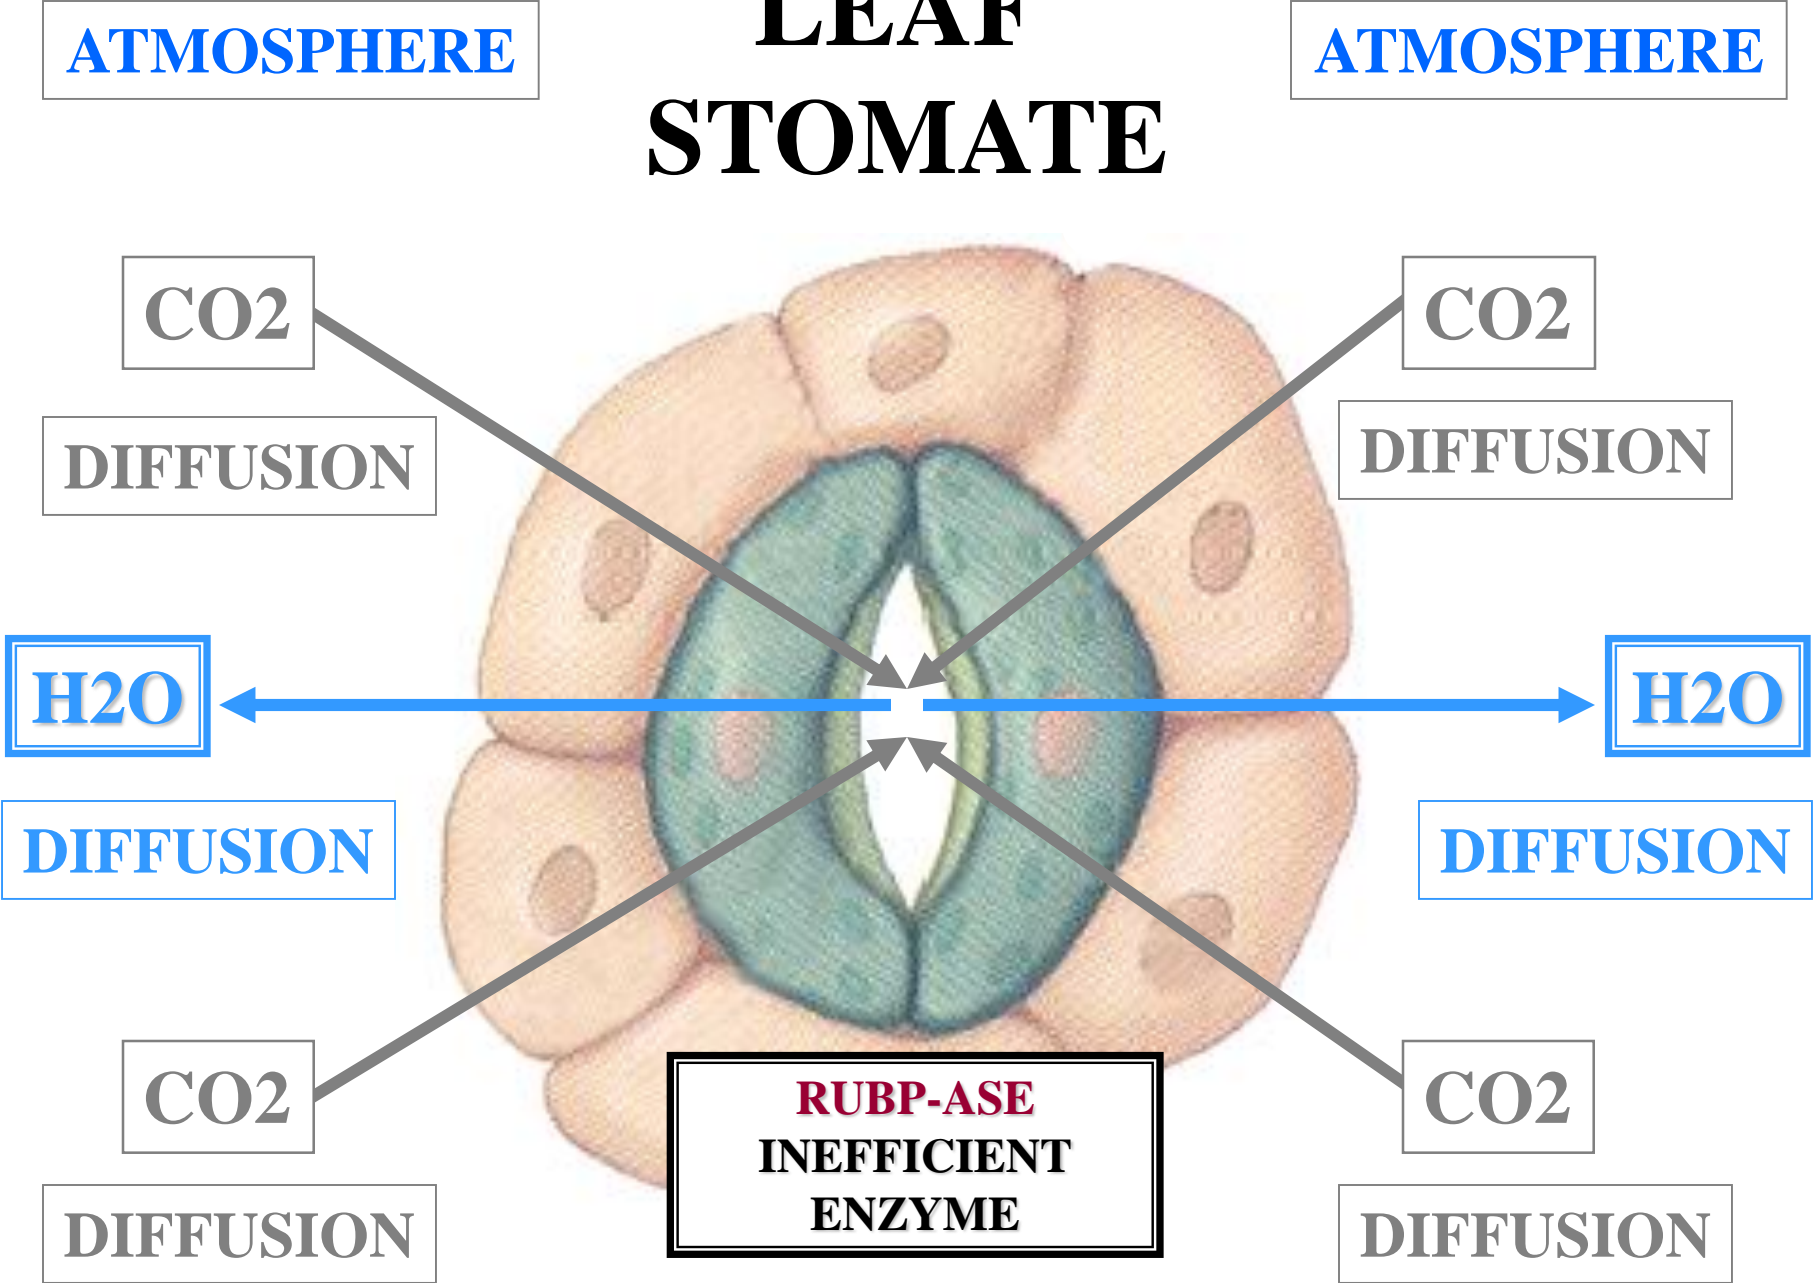 LEAF
STOMATE
ATMOSPHERE
ATMOSPHERE
CO2
CO2
DIFFUSION
DIFFUSION
H2O
H2O
DIFFUSION
DIFFUSION
CO2
CO2
RUBP-ASE
INEFFICIENT
ENZYME
DIFFUSION
DIFFUSION